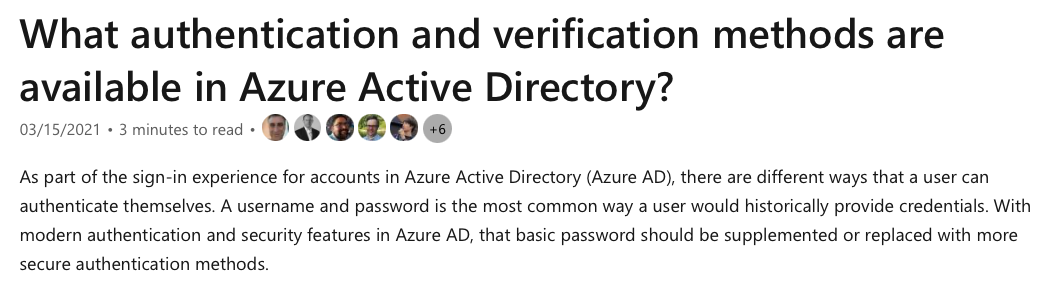 What authentication and verification methods are
available in Azure Active Directory?
03/15/2021 • 3 minutes to read • +6
As part of the sign-in experience for accounts in Azure Active Directory (Azure AD), there are different ways that a user can
authenticate themselves. A username and password is the most common way a user would historically provide credentials. With
modern authentication and security features in Azure AD, that basic password should be supplemented or replaced with more
secure authentication methods.